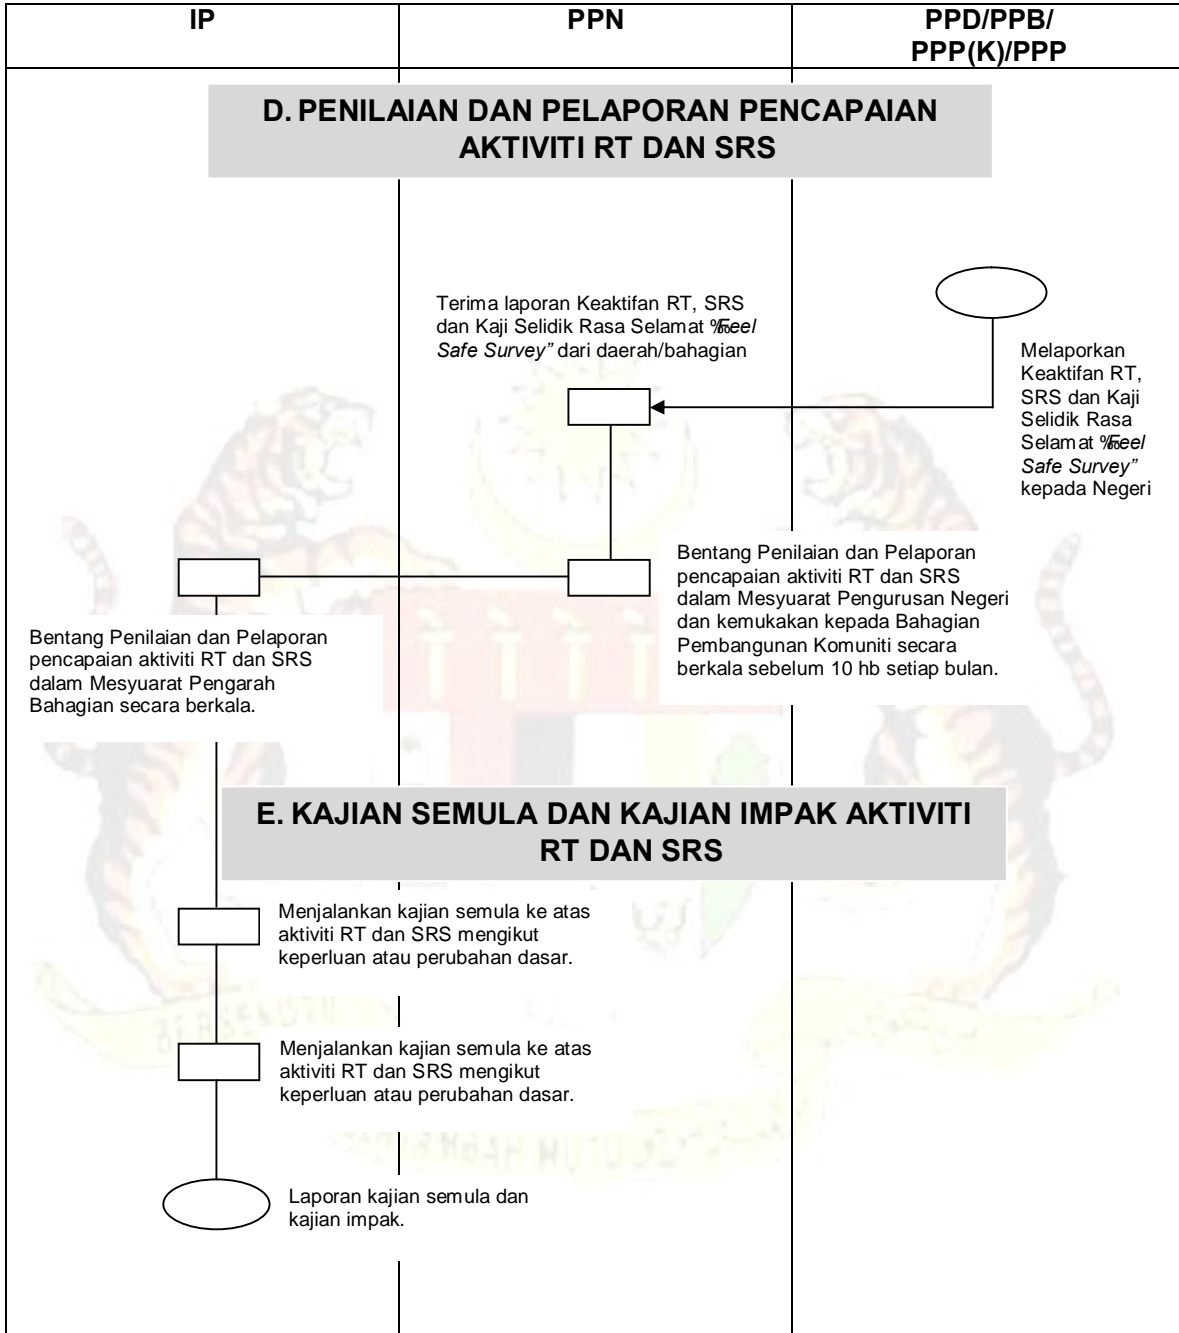 IP
PPN
PPD/PPB/
PPP(K)/PPP
D. PENILAIAN DAN PELAPORAN PENCAPAIAN
AKTIVITI RT DAN SRS
Terima laporan Keaktifan RT, SRS
dan Kaji Selidik Rasa Selamat ‰Feel
Safe Survey” dari daerah/bahagian
Melaporkan
Keaktifan RT,
SRS dan Kaji
Selidik Rasa
Selamat ‰Feel
Safe Survey”
kepada Negeri
Bentang Penilaian dan Pelaporan
pencapaian aktiviti RT dan SRS
dalam Mesyuarat Pengurusan Negeri
dan kemukakan kepada Bahagian
Pembangunan Komuniti secara
berkala sebelum 10 hb setiap bulan.
Bentang Penilaian dan Pelaporan
pencapaian aktiviti RT dan SRS
dalam Mesyuarat Pengarah
Bahagian secara berkala.
E. KAJIAN SEMULA DAN KAJIAN IMPAK AKTIVITI
RT DAN SRS
Menjalankan kajian semula ke atas
aktiviti RT dan SRS mengikut
keperluan atau perubahan dasar.
BERSEKUTU
Menjalankan kajian semula ke atas
aktiviti RT dan SRS mengikut
keperluan atau perubahan dasar.
Laporan kajian semula dan
kajian impak.